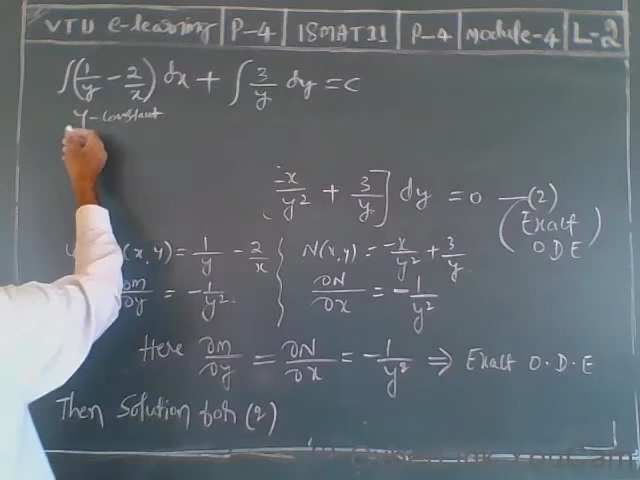 VTU e-learning | P-4 | 18MAT11 | P-4 | Module-4 | L-2
∫(1/y - 2/x) dx + ∫ 3/y dy = c
y-constant
-x/y² + 3/y] dy = 0 —(2)
(Exact O.D.E)
(x,y) = 1/y - 2/x
N(x,y) = -x/y² + 3/y
∂M/∂y = -1/y².
∂N/∂x = -1/y²
Here ∂M/∂y = ∂N/∂x = -1/y² ⇒ Exact O.D.E
Then Solution for (2)